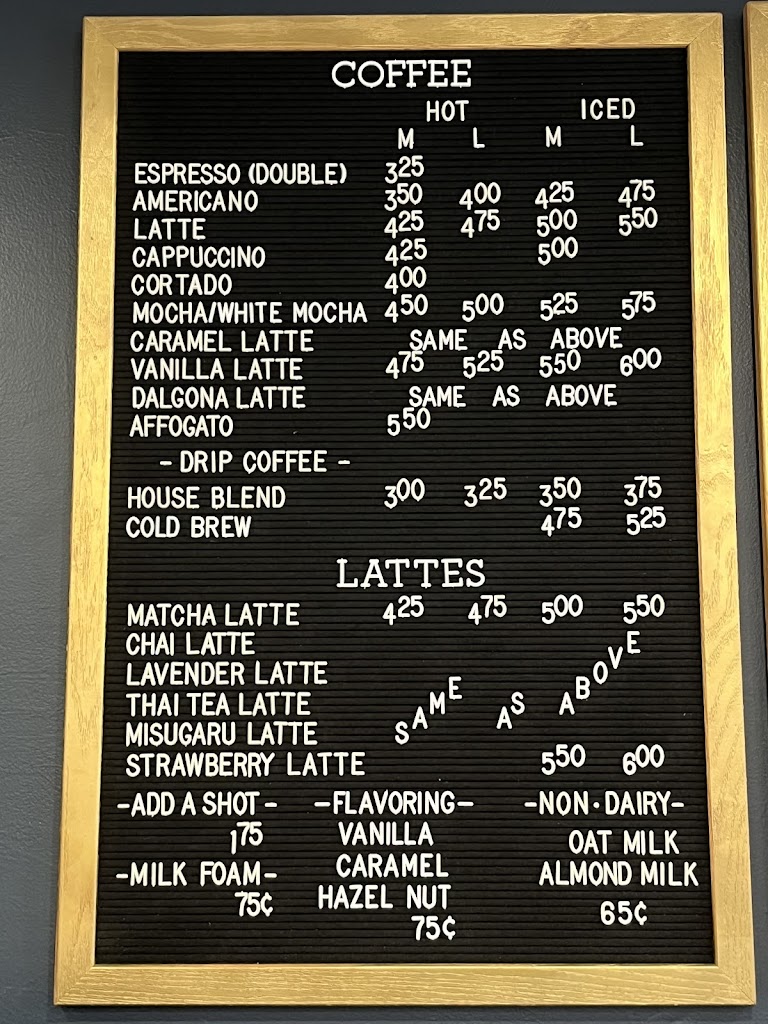 COFFEE
HOT ICED
M L M L
ESPRESSO (DOUBLE) 325
AMERICANO 350 400 425 475
LATTE 425 475 500 550
CAPPUCCINO 425 500
CORTADO 400
MOCHA/WHITE MOCHA 450 500 525 575
CARAMEL LATTE SAME AS ABOVE
VANILLA LATTE 475 525 550 600
DALGONA LATTE SAME AS ABOVE
AFFOGATO 550
- DRIP COFFEE -
HOUSE BLEND 300 325 350 375
COLD BREW 475 525
LATTES
MATCHA LATTE 425 475 500 550
CHAI LATTE
LAVENDER LATTE
THAI TEA LATTE
MISUGARU LATTE SAME AS ABOVE
STRAWBERRY LATTE 550 600
-ADD A SHOT- -FLAVORING- -NON·DAIRY-
175 VANILLA OAT MILK
-MILK FOAM- CARAMEL ALMOND MILK
75¢ HAZEL NUT 65¢
75¢